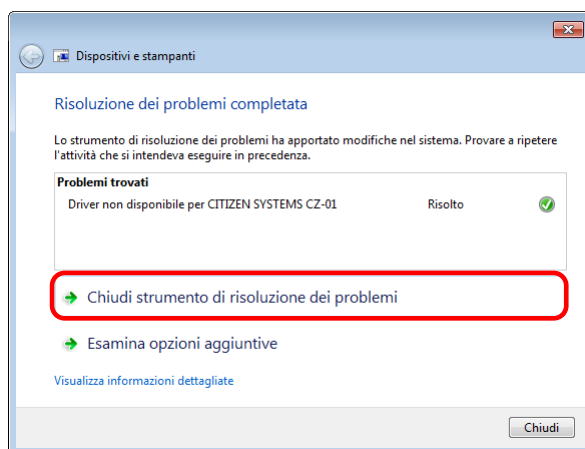 Dispositivi e stampanti
Risoluzione dei problemi completata
Lo strumento di risoluzione dei problemi ha apportato modifiche nel sistema. Provare a ripetere
l'attività che si intendeva eseguire in precedenza.
Problemi trovati
Driver non disponibile per CITIZEN SYSTEMS CZ-01 Risolto
Chiudi strumento di risoluzione dei problemi
Esamina opzioni aggiuntive
Visualizza informazioni dettagliate
Chiudi